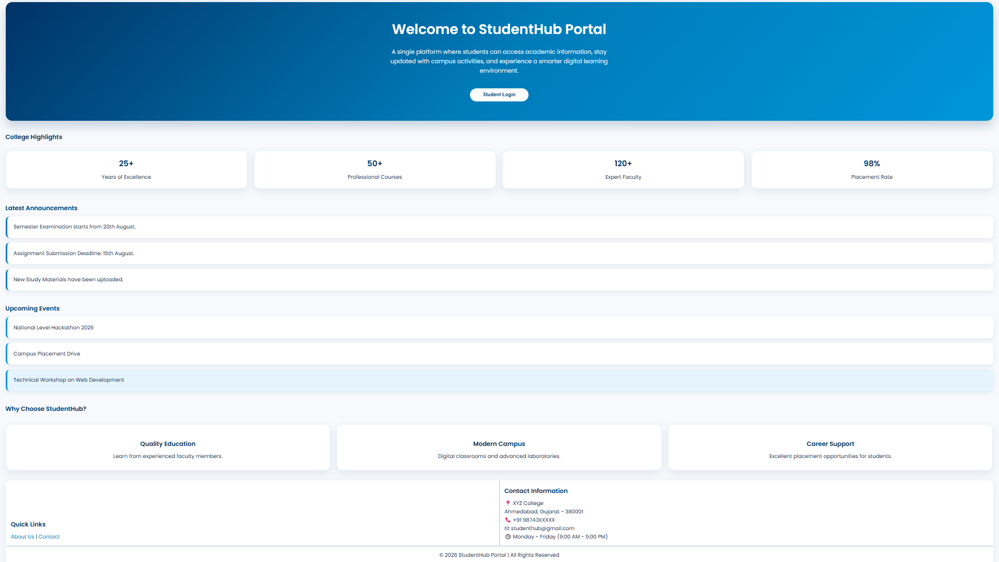 Welcome to StudentHub Portal
A single platform where students can access academic information, stay
updated with campus activities, and experience a smarter digital learning
environment.
Student Login
College Highlights
25+
Years of Excellence
50+
Professional Courses
120+
Expert Faculty
98%
Placement Rate
Latest Announcements
Semester Examination starts from 20th August.
Assignment Submission Deadline: 15th August.
New Study Materials have been uploaded.
Upcoming Events
National Level Hackathon 2026
Campus Placement Drive
Technical Workshop on Web Development
Why Choose StudentHub?
Quality Education
Learn from experienced faculty members.
Modern Campus
Digital classrooms and advanced laboratories.
Career Support
Excellent placement opportunities for students.
Quick Links
About Us | Contact
Contact Information
📍 XYZ College
Ahmedabad, Gujarat - 380001
📞 +91 98743XXXXX
✉ studenthub@gmail.com
🕒 Monday - Friday (9:00 AM - 5:00 PM)
© 2026 StudentHub Portal | All Rights Reserved